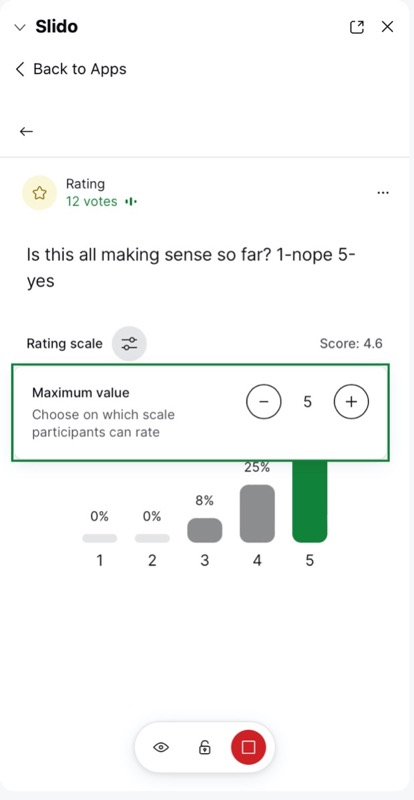 Slido
Back to Apps
Rating
12 votes
Is this all making sense so far? 1-nope 5-
yes
Rating scale
Score: 4.6
Maximum value
Choose on which scale
participants can rate
5
25%
8%
0%
0%
1
2
3
4
5